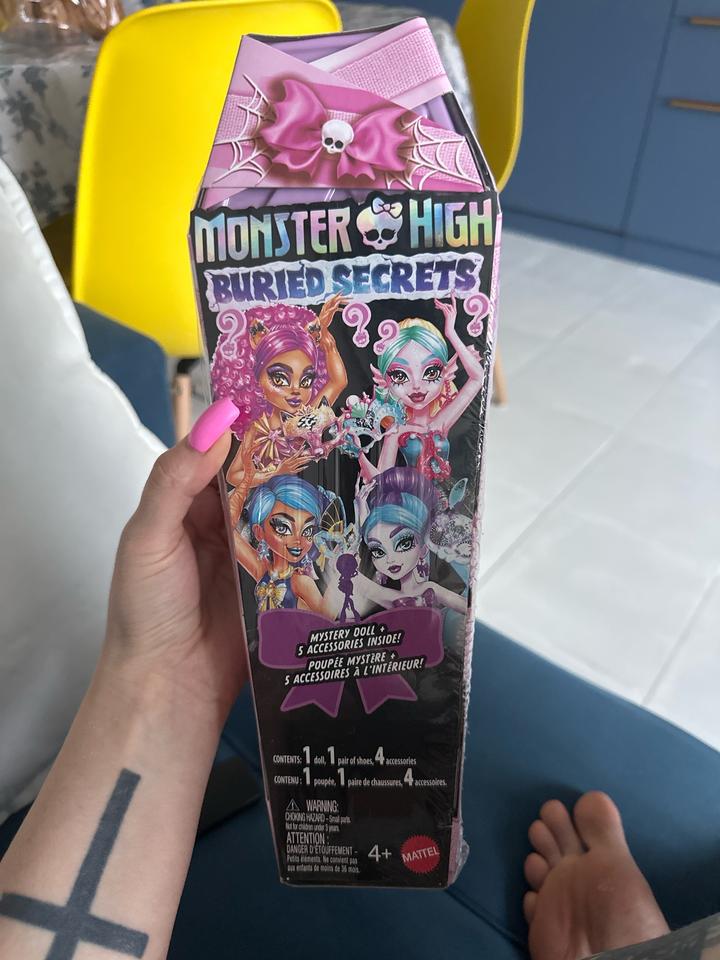 MONSTER HIGH
BURIED SECRETS
? ? ? ?
MYSTERY DOLL +
5 ACCESSORIES INSIDE!
POUPÉE MYSTÈRE +
5 ACCESSOIRES À L'INTÉRIEUR!
CONTENTS: 1 doll, 1 pair of shoes, 4 accessories
CONTENU: 1 poupée, 1 paire de chaussures, 4 accessoires.
WARNING:
CHOKING HAZARD – Small parts
Not for children under 3 years.
ATTENTION :
DANGER D'ÉTOUFFEMENT –
Petits éléments. Ne convient pas
aux enfants de moins de 36 mois.
4+
MATTEL